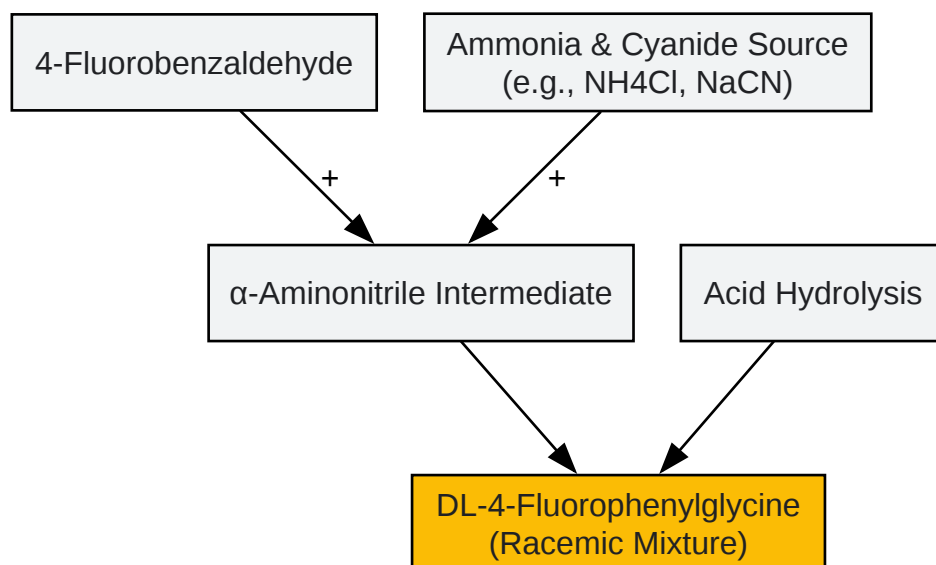 4-Fluorobenzaldehyde
Ammonia & Cyanide Source
(e.g., NH4Cl, NaCN)
+
+
α-Aminonitrile Intermediate
Acid Hydrolysis
DL-4-Fluorophenylglycine
(Racemic Mixture)